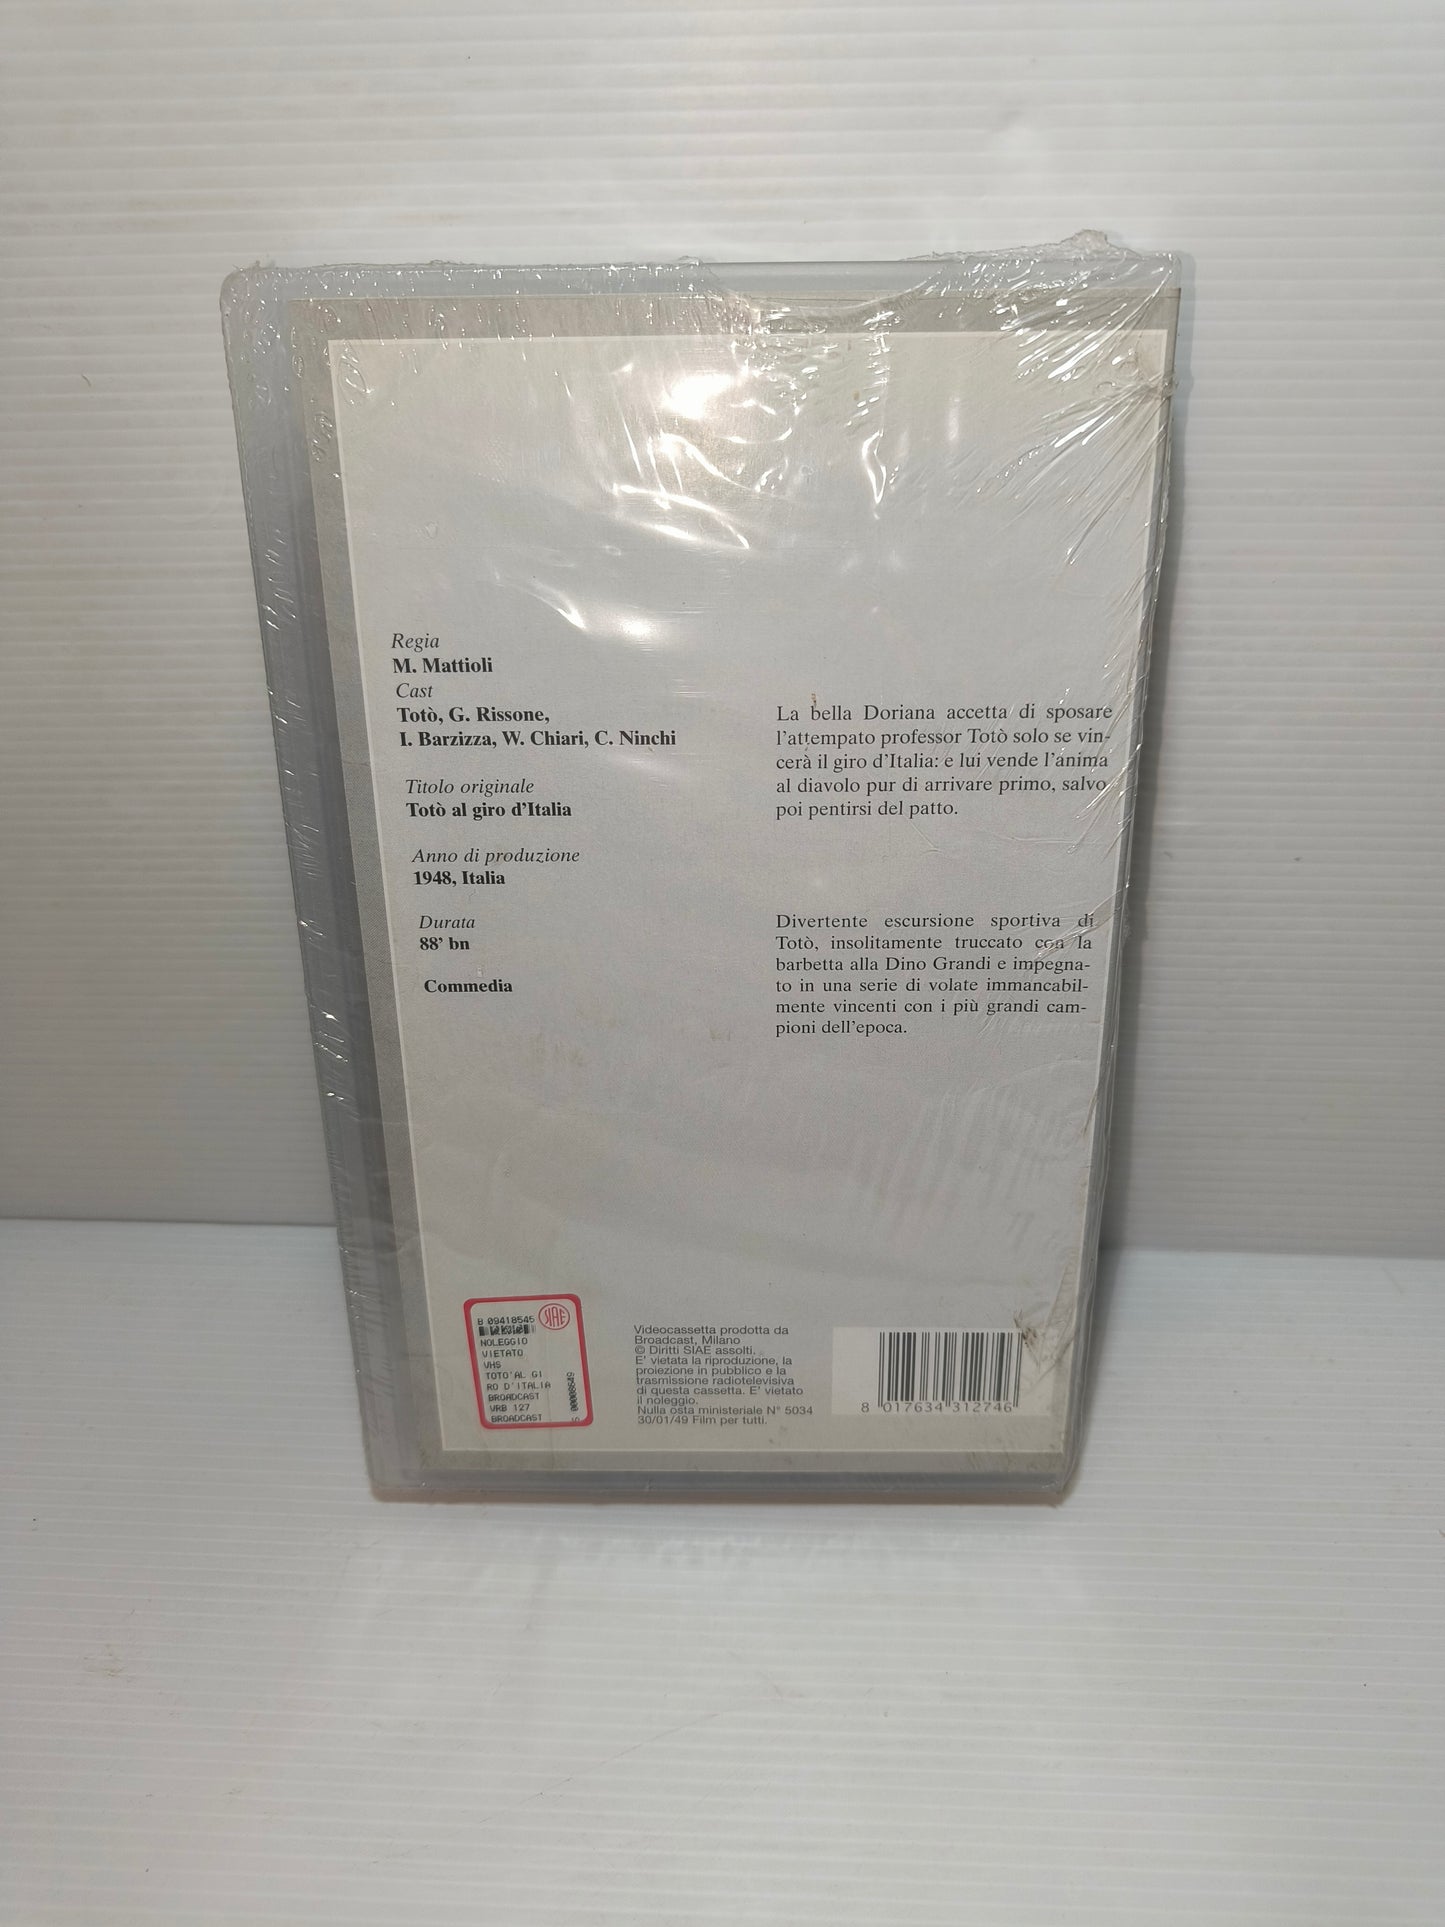 Regia
M. Mattioli
Cast
Totò, G. Rissone,
I. Barzizza, W. Chiari, C. Ninchi
Titolo originale
Totò al giro d'Italia
Anno di produzione
1948, Italia
Durata
88' bn
Commedia
La bella Doriana accetta di sposare
l'attempato professor Totò solo se vin-
cerà il giro d'Italia: e lui vende l'anima
al diavolo pur di arrivare primo, salvo
poi pentirsi del patto.
Divertente escursione sportiva di
Totò, insolitamente truccato con la
barbetta alla Dino Grandi e impegna-
to in una serie di volate immancabil-
mente vincenti con i più grandi cam-
pioni dell'epoca.
B 09418545
SIAE
NOLEGGIO
VIETATO
VHS
TOTO'AL GI
RO D'ITALIA
BROADCAST
VRB 127
BROADCAST
Videocassetta prodotta da
Broadcast, Milano
© Diritti SIAE assolti.
E' vietata la riproduzione, la
proiezione in pubblico e la
trasmissione radiotelevisiva
di questa cassetta. E' vietato
il noleggio.
Nulla osta ministeriale N° 5034
30/01/49 Film per tutti.
8 017634 312746